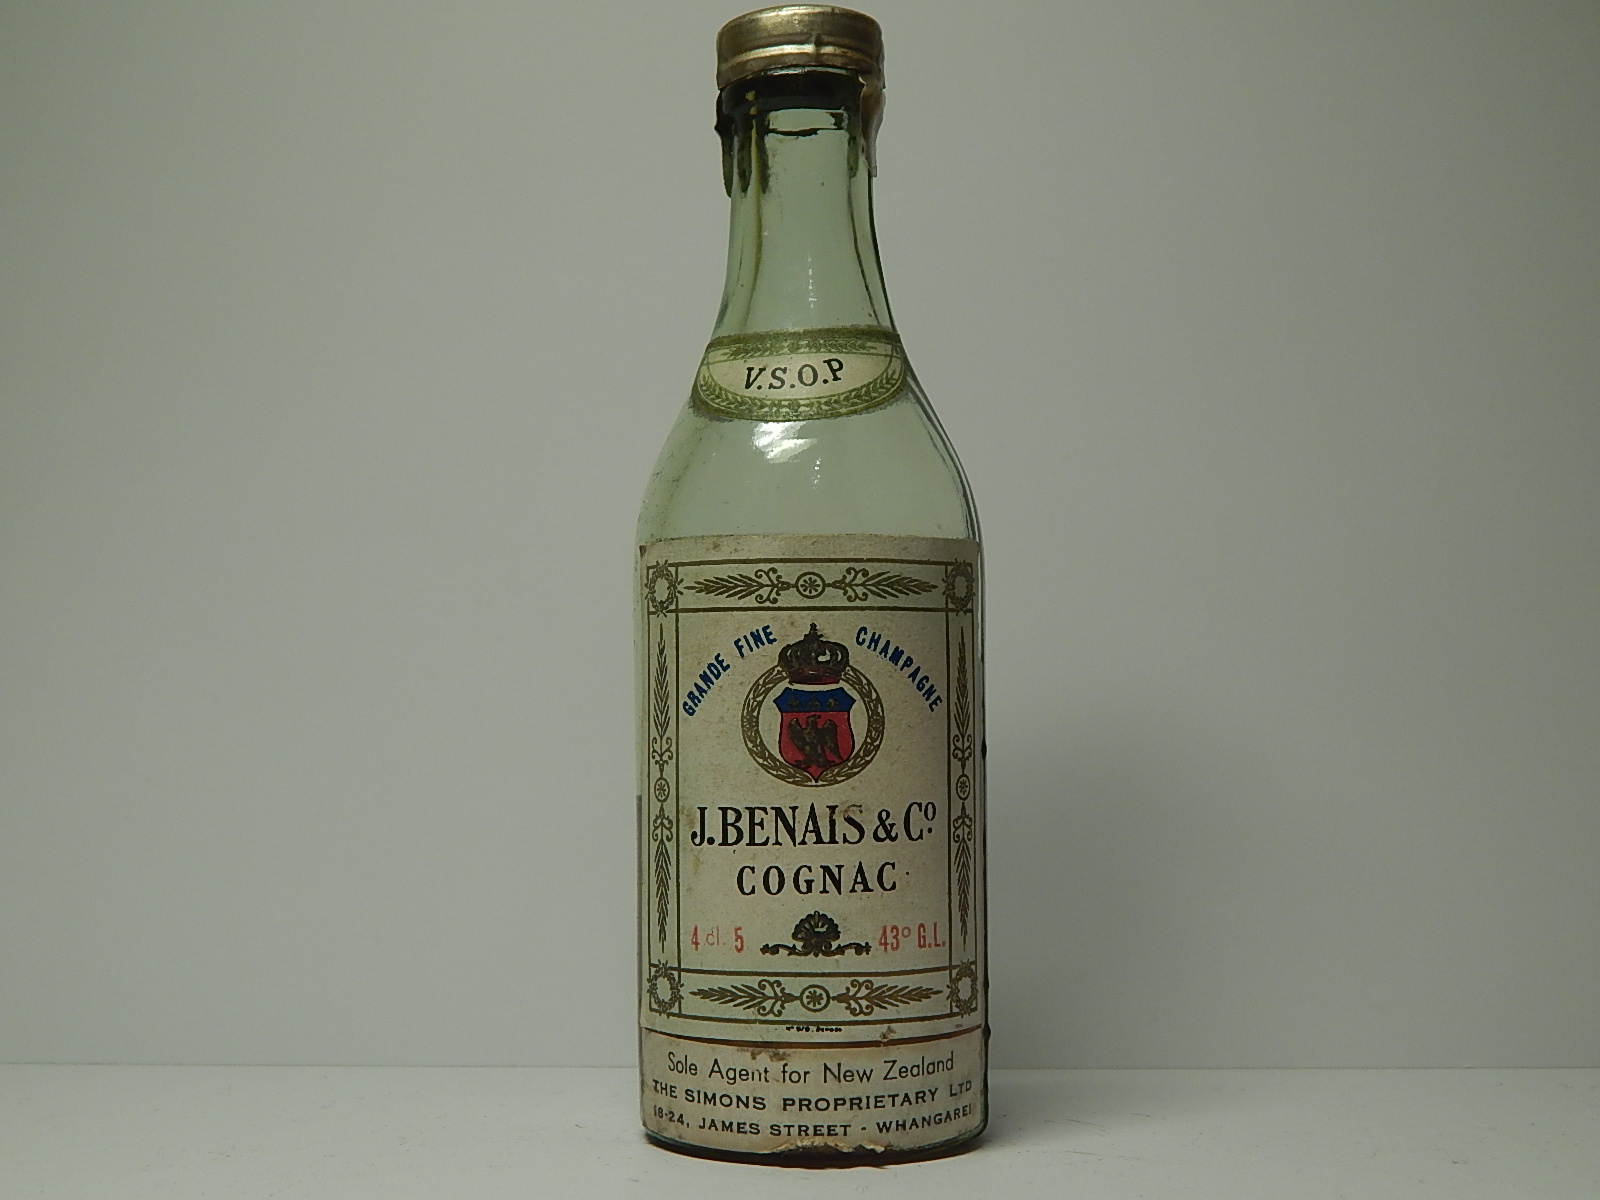 V.S.O.P
GRANDE FINE CHAMPAGNE
J. BENAIS & Cº.
COGNAC
4 cl. 5 43º G.L.
Sole Agent for New Zealand
THE SIMONS PROPRIETARY LTD
18-24, JAMES STREET - WHANGAREI